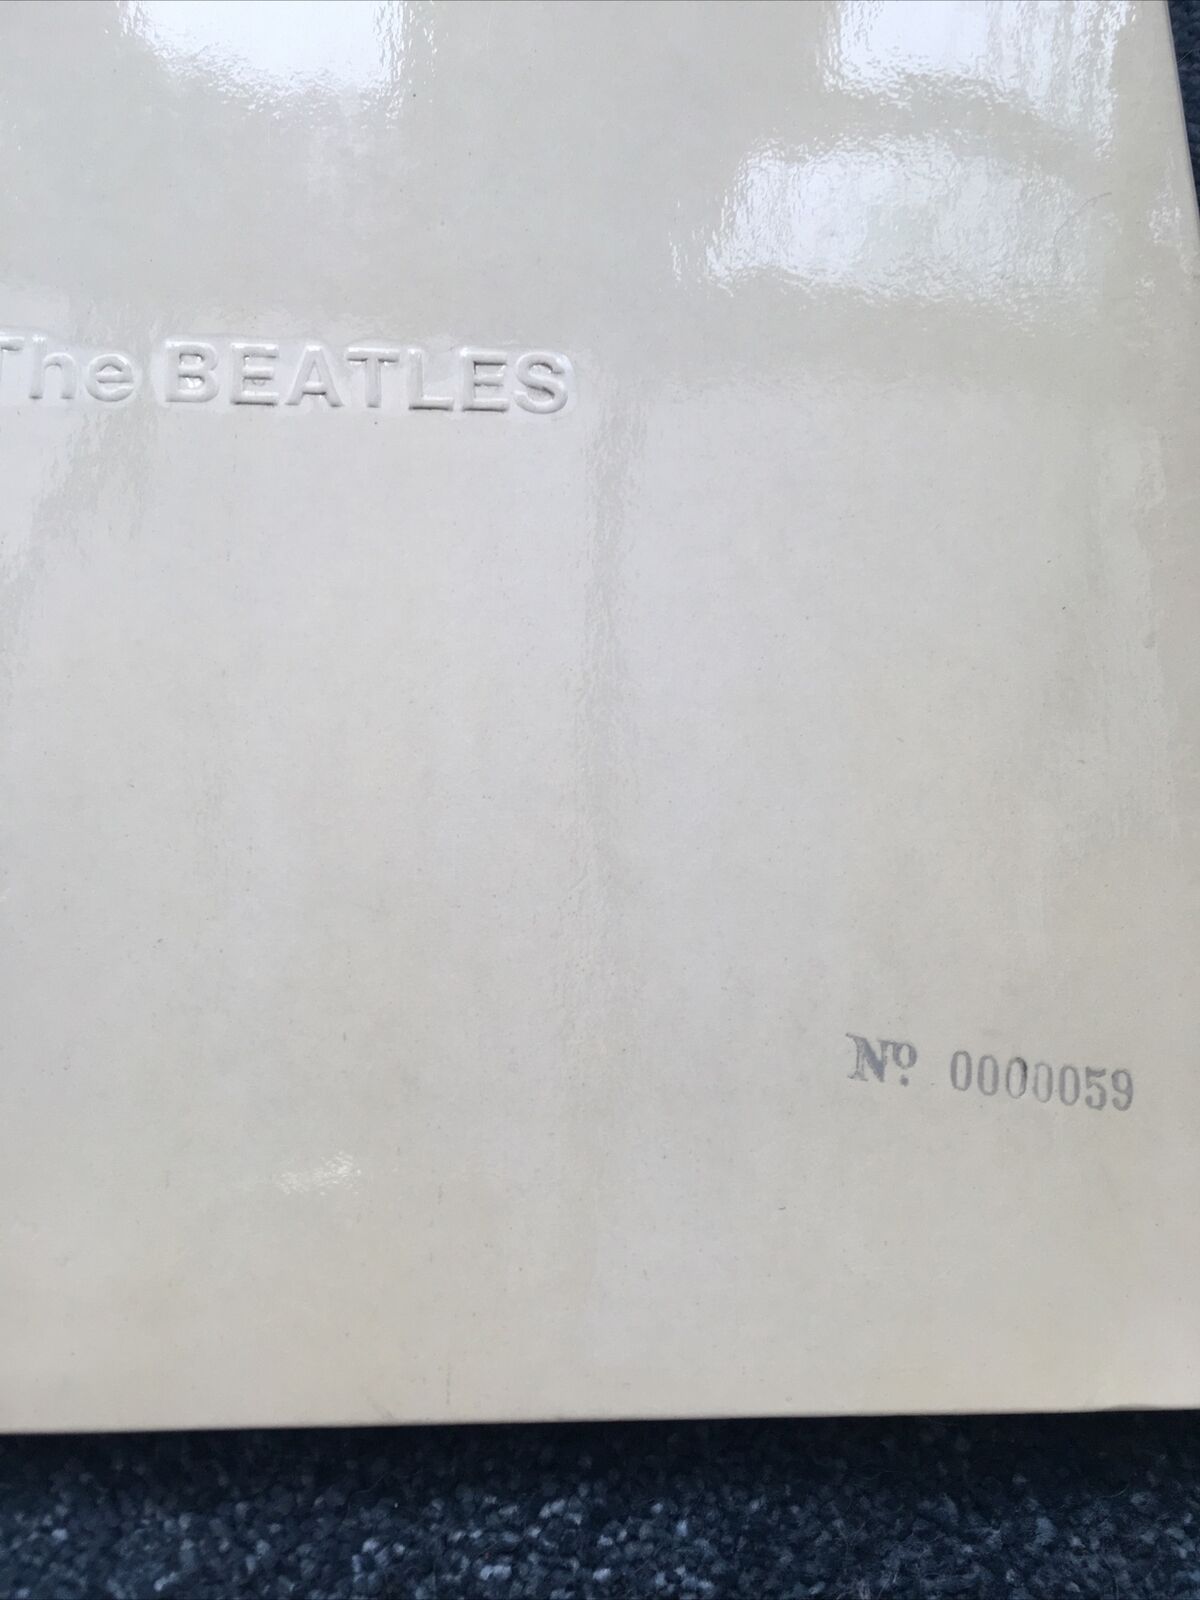 The BEATLES
Nº. 0000059